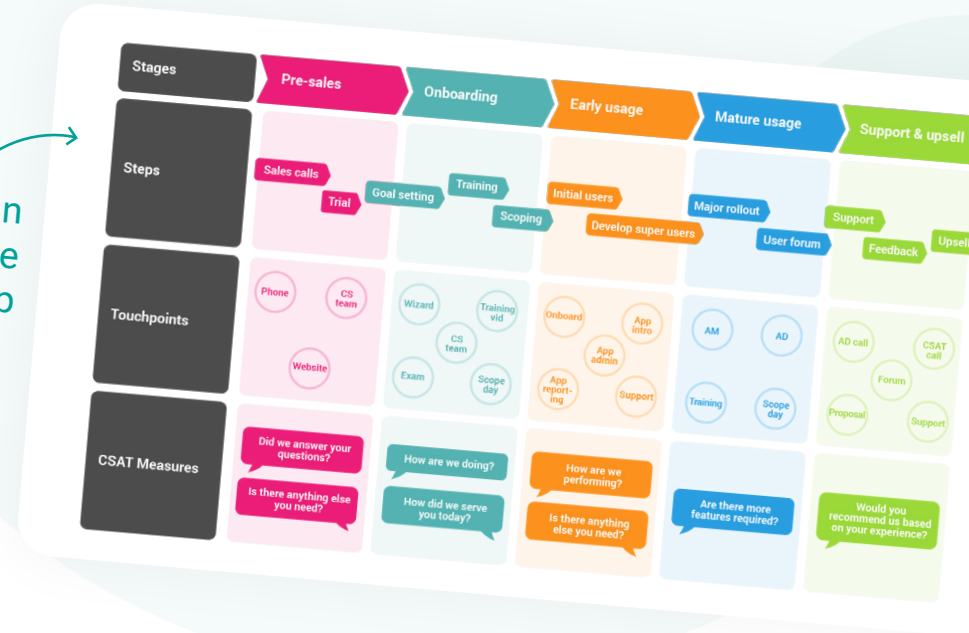 n
e
p
Stages
Pre-sales
Onboarding
Early usage
Mature usage
Support & upsell
Steps
Sales calls
Trial
Goal setting
Training
Scoping
Initial users
Develop super users
Major rollout
User forum
Support
Feedback
Upsell
Touchpoints
Phone
CS
team
Website
Wizard
Training
vid
CS
team
Exam
Scope
day
Onboard
App
intro
App
admin
App
report-
ing
Support
AM
AD
Training
Scope
day
AD call
CSAT
call
Forum
Proposal
Support
CSAT Measures
Did we answer your
questions?
Is there anything else
you need?
How are we doing?
How did we serve
you today?
How are we
performing?
Is there anything
else you need?
Are there more
features required?
Would you
recommend us based
on your experience?